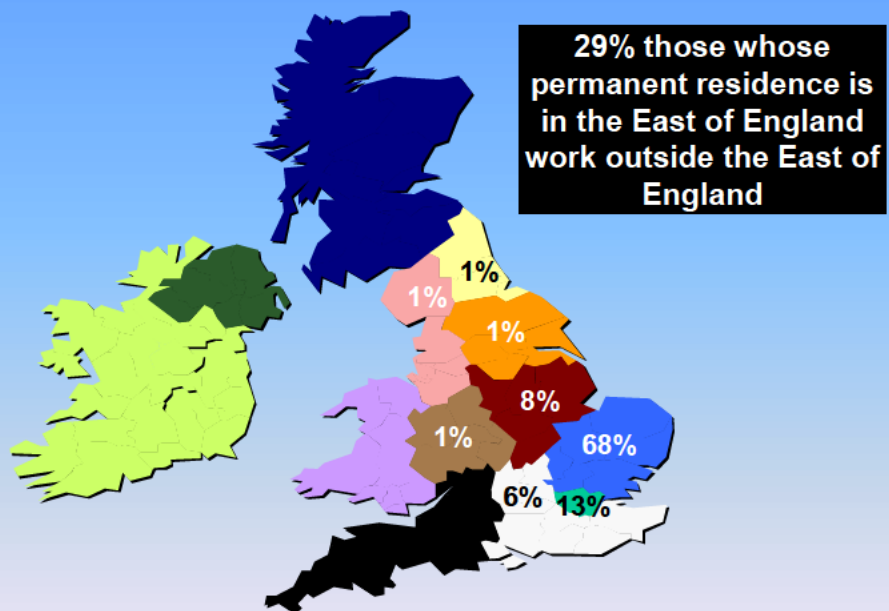 29% those whose
permanent residence is
in the East of England
work outside the East of
England
1%
1%
1%
8%
1%
68%
6%
13%